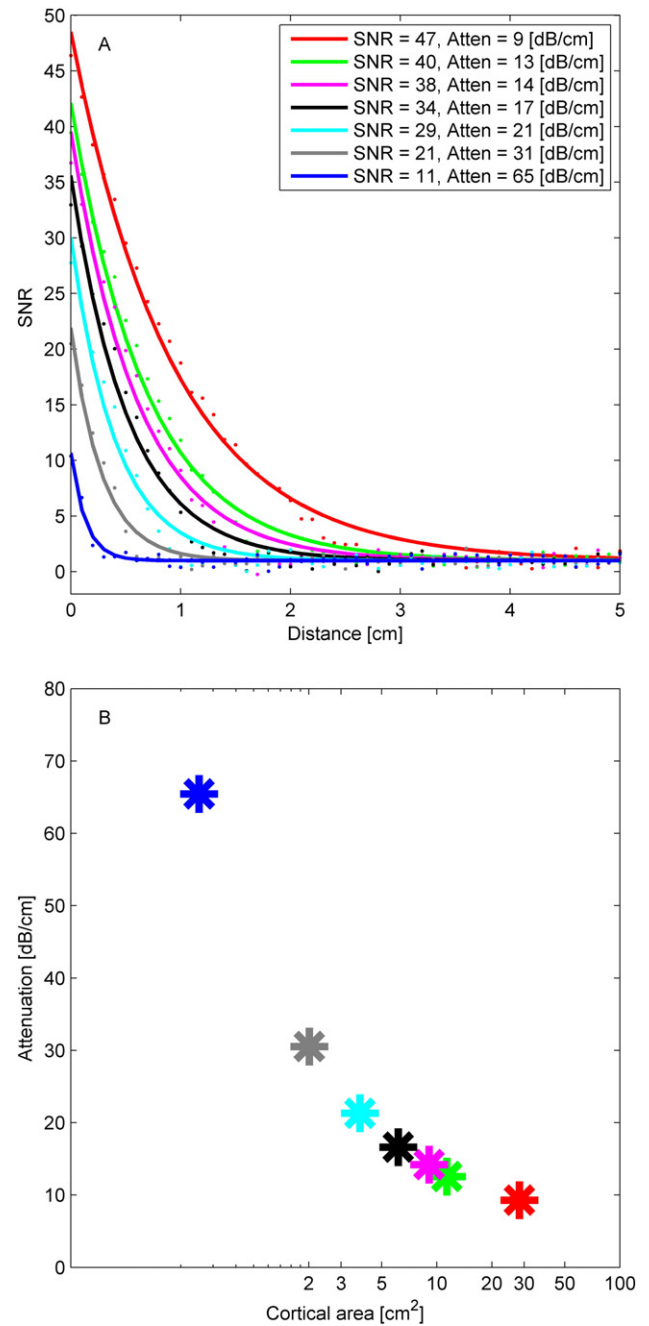 A
50
45
40
35
30
25
20
15
10
5
0
SNR
SNR = 47, Atten = 9 [dB/cm]
SNR = 40, Atten = 13 [dB/cm]
SNR = 38, Atten = 14 [dB/cm]
SNR = 34, Atten = 17 [dB/cm]
SNR = 29, Atten = 21 [dB/cm]
SNR = 21, Atten = 31 [dB/cm]
SNR = 11, Atten = 65 [dB/cm]
0 1 2 3 4 5
Distance [cm]
B
80
70
60
50
40
30
20
10
0
Attenuation [dB/cm]
2 3 5 10 20 30 50 100
Cortical area [cm²]